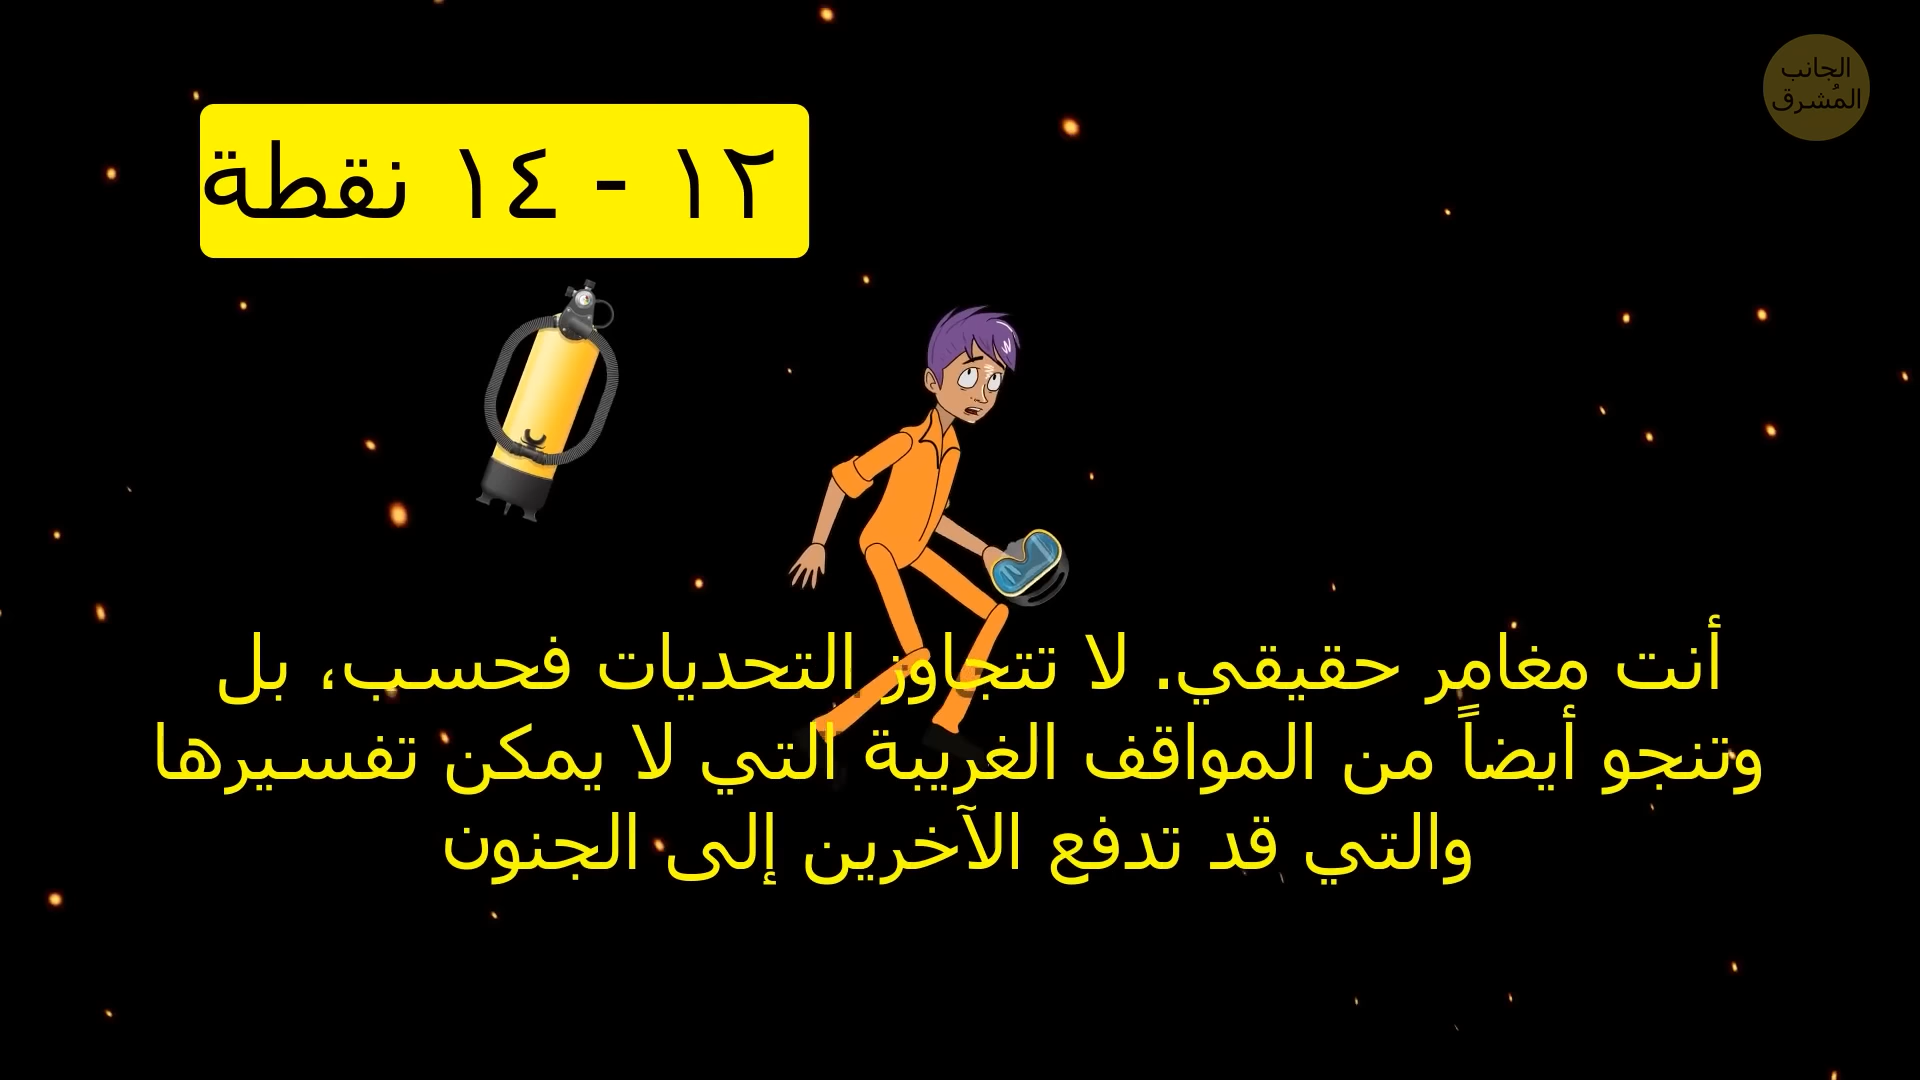 الجانب
المُشرق
١٢ - ١٤ نقطة
أنت مغامر حقيقي. لا تتجاوز التحديات فحسب، بل
وتنجو أيضاً من المواقف الغريبة التي لا يمكن تفسيرها
والتي قد تدفع الآخرين إلى الجنون